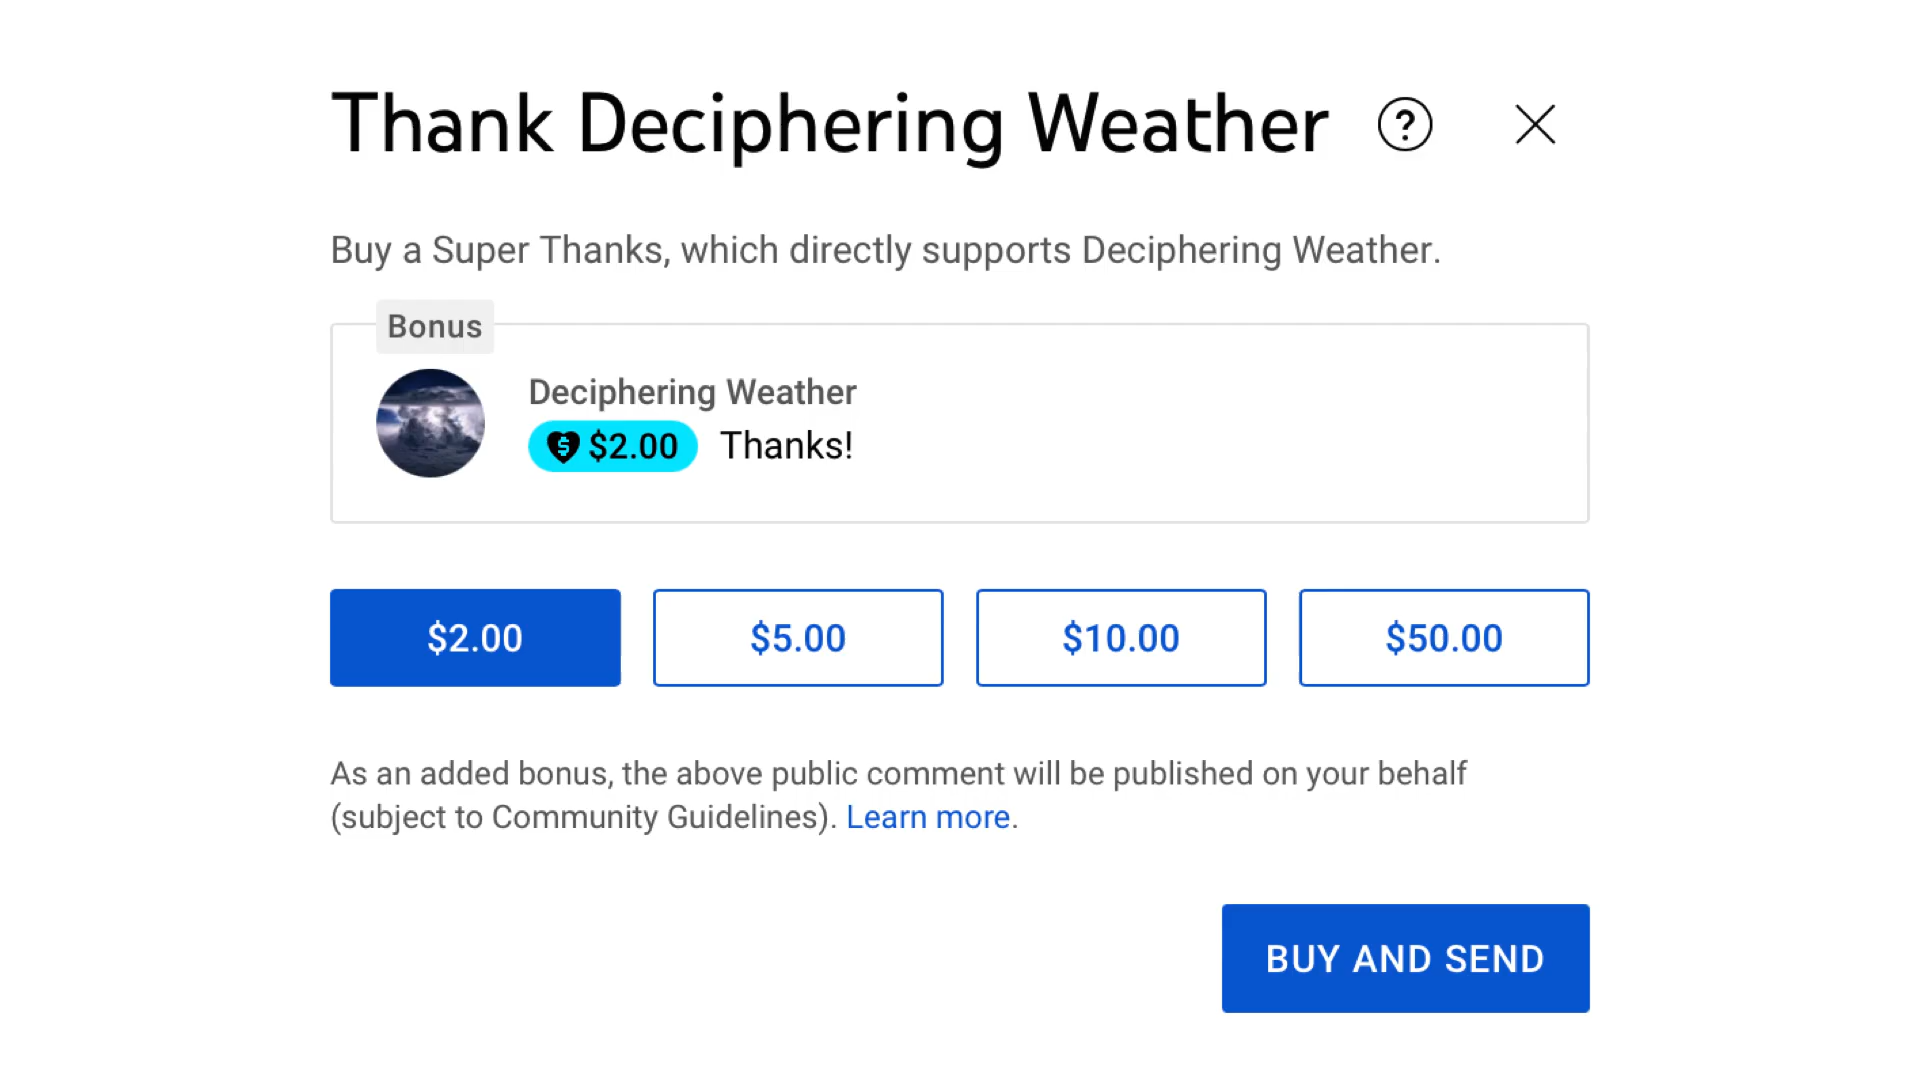 Thank Deciphering Weather ?
Buy a Super Thanks, which directly supports Deciphering Weather.
Bonus
Deciphering Weather
$ $2.00 Thanks!
$2.00 $5.00 $10.00 $50.00
As an added bonus, the above public comment will be published on your behalf
(subject to Community Guidelines). Learn more.
BUY AND SEND